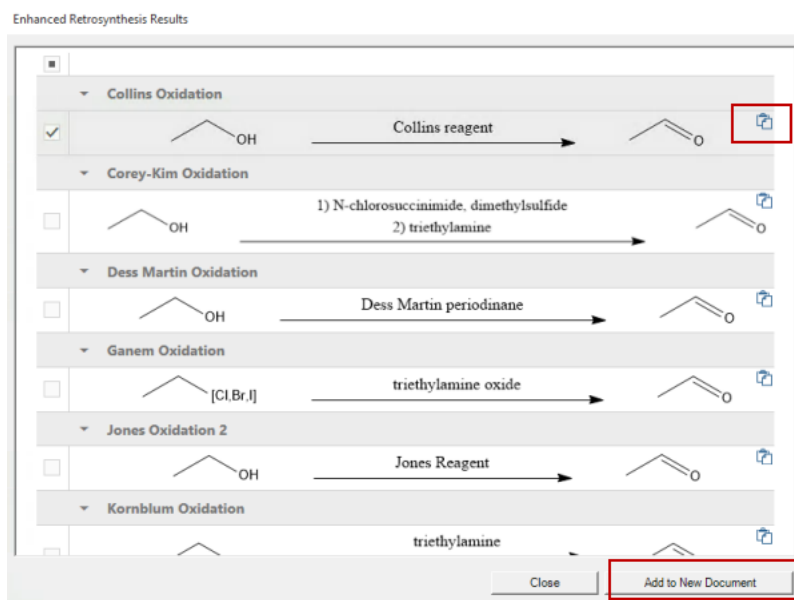 Enhanced Retrosynthesis Results
Collins Oxidation
OH
Collins reagent
O
Corey-Kim Oxidation
OH
1) N-chlorosuccinimide, dimethylsulfide
2) triethylamine
O
Dess Martin Oxidation
OH
Dess Martin periodinane
O
Ganem Oxidation
[Cl,Br,I]
triethylamine oxide
O
Jones Oxidation 2
OH
Jones Reagent
O
Kornblum Oxidation
triethylamine
Close
Add to New Document